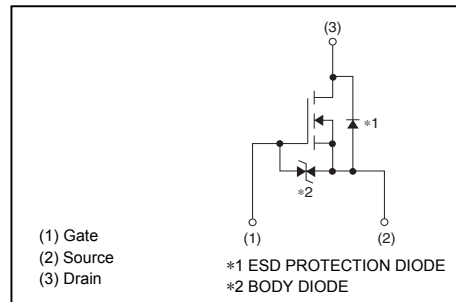 (3)
∗1
∗2
(1) Gate
(2) Source
(3) Drain
(1)
(2)
∗1 ESD PROTECTION DIODE
∗2 BODY DIODE